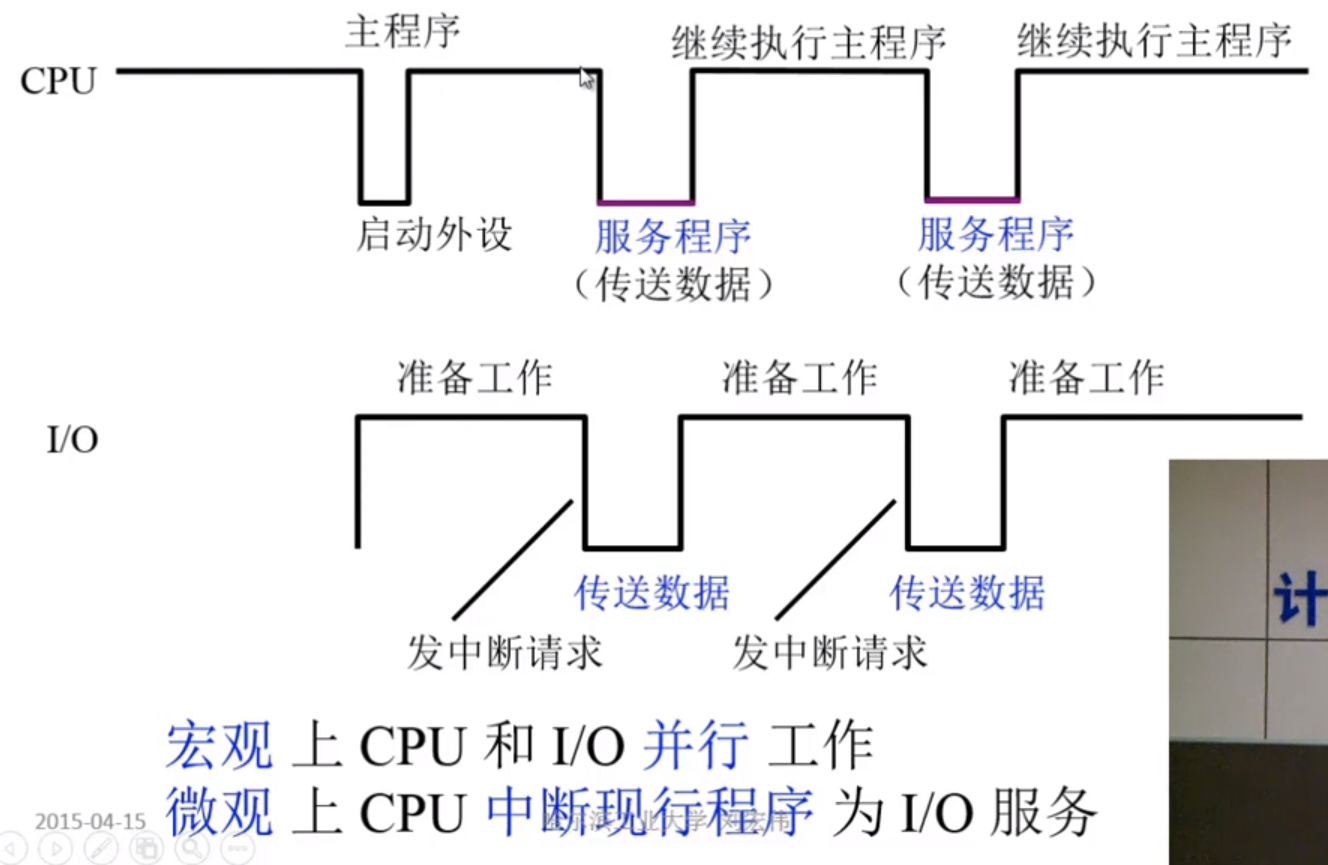 主程序
继续执行主程序
继续执行主程序
CPU
启动外设
服务程序
（传送数据）
服务程序
（传送数据）
准备工作
准备工作
准备工作
I/O
传送数据
传送数据
发中断请求
发中断请求
计
宏观 上 CPU 和 I/O 并行 工作
微观 上 CPU 中断现行程序 为 I/O 服务
2015-04-15